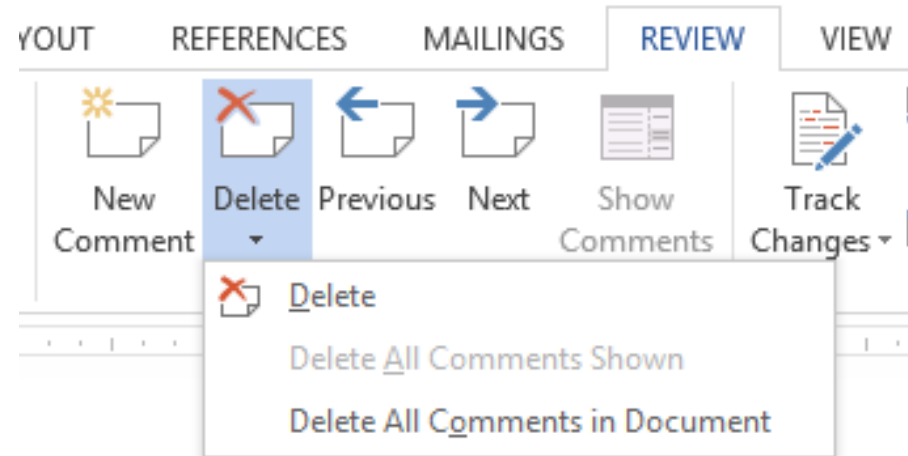 YOUT REFERENCES MAILINGS REVIEW VIEW
New Delete Previous Next Show Track
Comment Comments Changes
Delete
Delete All Comments Shown
Delete All Comments in Document